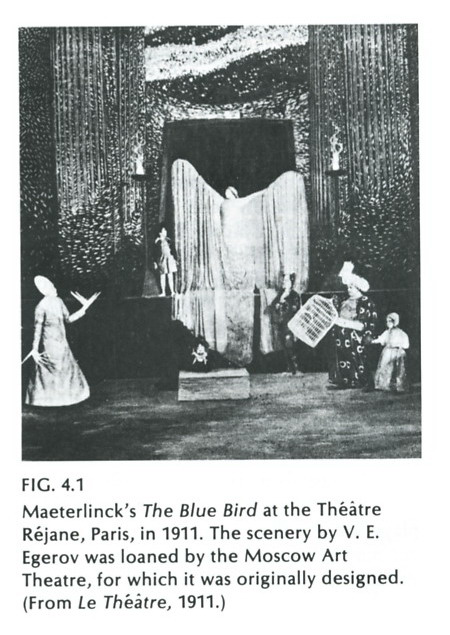 FIG. 4.1
Maeterlinck's The Blue Bird at the Théâtre
Réjane, Paris, in 1911. The scenery by V. E.
Egerov was loaned by the Moscow Art
Theatre, for which it was originally designed.
(From Le Théâtre, 1911.)